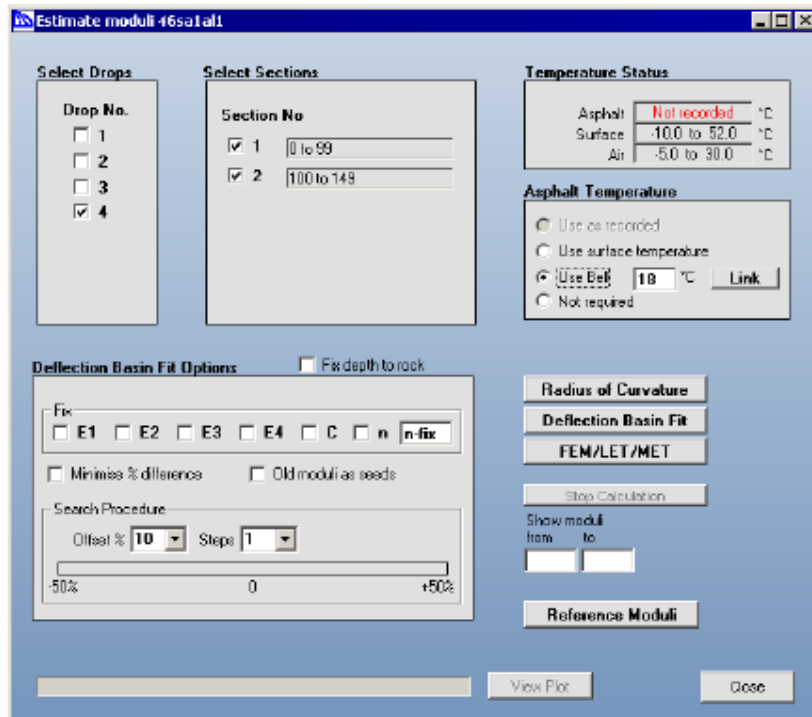 Estimate moduli 46sa1al1
Select Drops
Drop No.
1
2
3
4
Select Sections
Section No
1 0 to 99
2 100 to 149
Temperature Status
Asphalt Not recorded °C
Surface -10.0 to 52.0 °C
Air -5.0 to 30.0 °C
Asphalt Temperature
Use as recorded
Use surface temperature
Use Bell 18 °C Link
Not required
Deflection Basin Fit Options
Fix depth to rock
Fix
E1 E2 E3 E4 C n n-fix
Minimise % difference Old moduli as seeds
Search Procedure
Offset % 10 Steps 1
-50% 0 +50%
Radius of Curvature
Deflection Basin Fit
FEM/LET/MET
Stop Calculation
Show moduli
from to
Reference Moduli
View Plot
Close